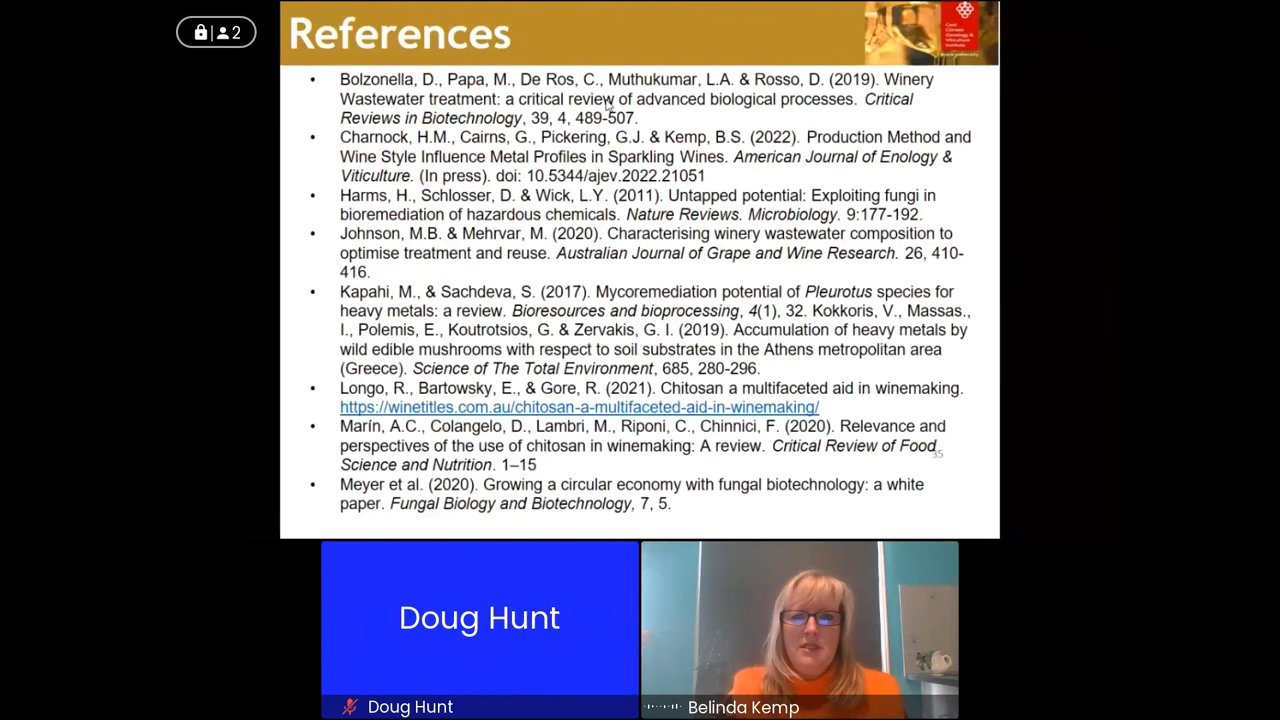 2
References
Cool
Climate
Oenology &
Viticulture
Institute
Brock University
• Bolzonella, D., Papa, M., De Ros, C., Muthukumar, L.A. & Rosso, D. (2019). Winery
Wastewater treatment: a critical review of advanced biological processes. Critical
Reviews in Biotechnology, 39, 4, 489-507.
• Charnock, H.M., Cairns, G., Pickering, G.J. & Kemp, B.S. (2022). Production Method and
Wine Style Influence Metal Profiles in Sparkling Wines. American Journal of Enology &
Viticulture. (In press). doi: 10.5344/ajev.2022.21051
• Harms, H., Schlosser, D. & Wick, L.Y. (2011). Untapped potential: Exploiting fungi in
bioremediation of hazardous chemicals. Nature Reviews. Microbiology. 9:177-192.
• Johnson, M.B. & Mehrvar, M. (2020). Characterising winery wastewater composition to
optimise treatment and reuse. Australian Journal of Grape and Wine Research. 26, 410-
416.
• Kapahi, M., & Sachdeva, S. (2017). Mycoremediation potential of Pleurotus species for
heavy metals: a review. Bioresources and bioprocessing, 4(1), 32. Kokkoris, V., Massas.,
I., Polemis, E., Koutrotsios, G. & Zervakis, G. I. (2019). Accumulation of heavy metals by
wild edible mushrooms with respect to soil substrates in the Athens metropolitan area
(Greece). Science of The Total Environment, 685, 280-296.
• Longo, R., Bartowsky, E., & Gore, R. (2021). Chitosan a multifaceted aid in winemaking.
https://winetitles.com.au/chitosan-a-multifaceted-aid-in-winemaking/
• Marín, A.C., Colangelo, D., Lambri, M., Riponi, C., Chinnici, F. (2020). Relevance and
perspectives of the use of chitosan in winemaking: A review. Critical Review of Food
Science and Nutrition. 1–15
35
• Meyer et al. (2020). Growing a circular economy with fungal biotechnology: a white
paper. Fungal Biology and Biotechnology, 7, 5.
Doug Hunt
Doug Hunt
Belinda Kemp